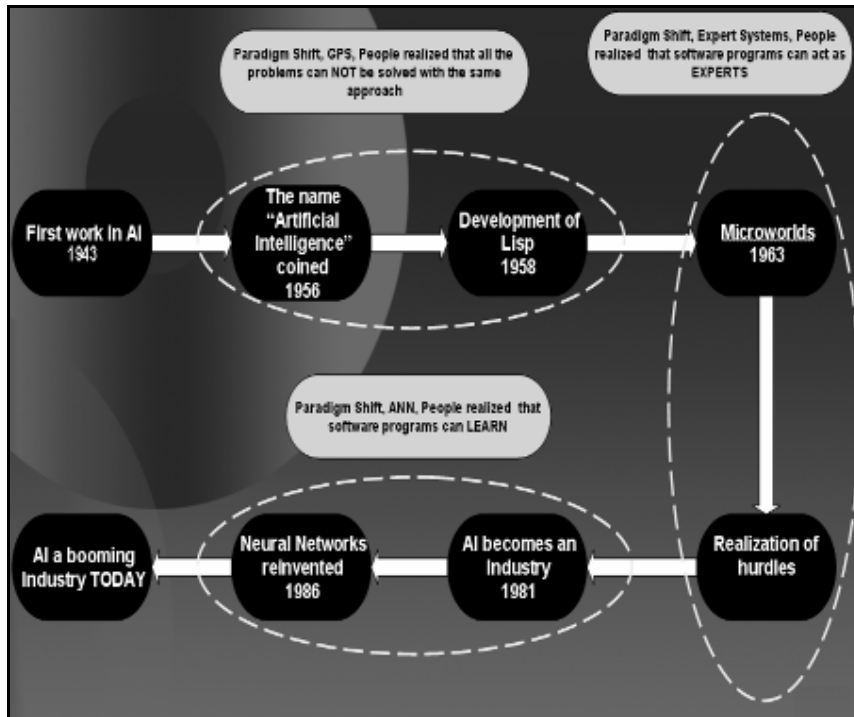 Paradigm Shift, GPS, People realized that all the
problems can NOT be solved with the same
approach
Paradigm Shift, Expert Systems, People
realized that software programs can act as
EXPERTS
First work in AI
1943
The name
“Artificial
Intelligence”
coined
1956
Development of
Lisp
1958
Microworlds
1963
Paradigm Shift, ANN, People realized that
software programs can LEARN
AI a booming
Industry TODAY
Neural Networks
reinvented
1986
AI becomes an
Industry
1981
Realization of
hurdles